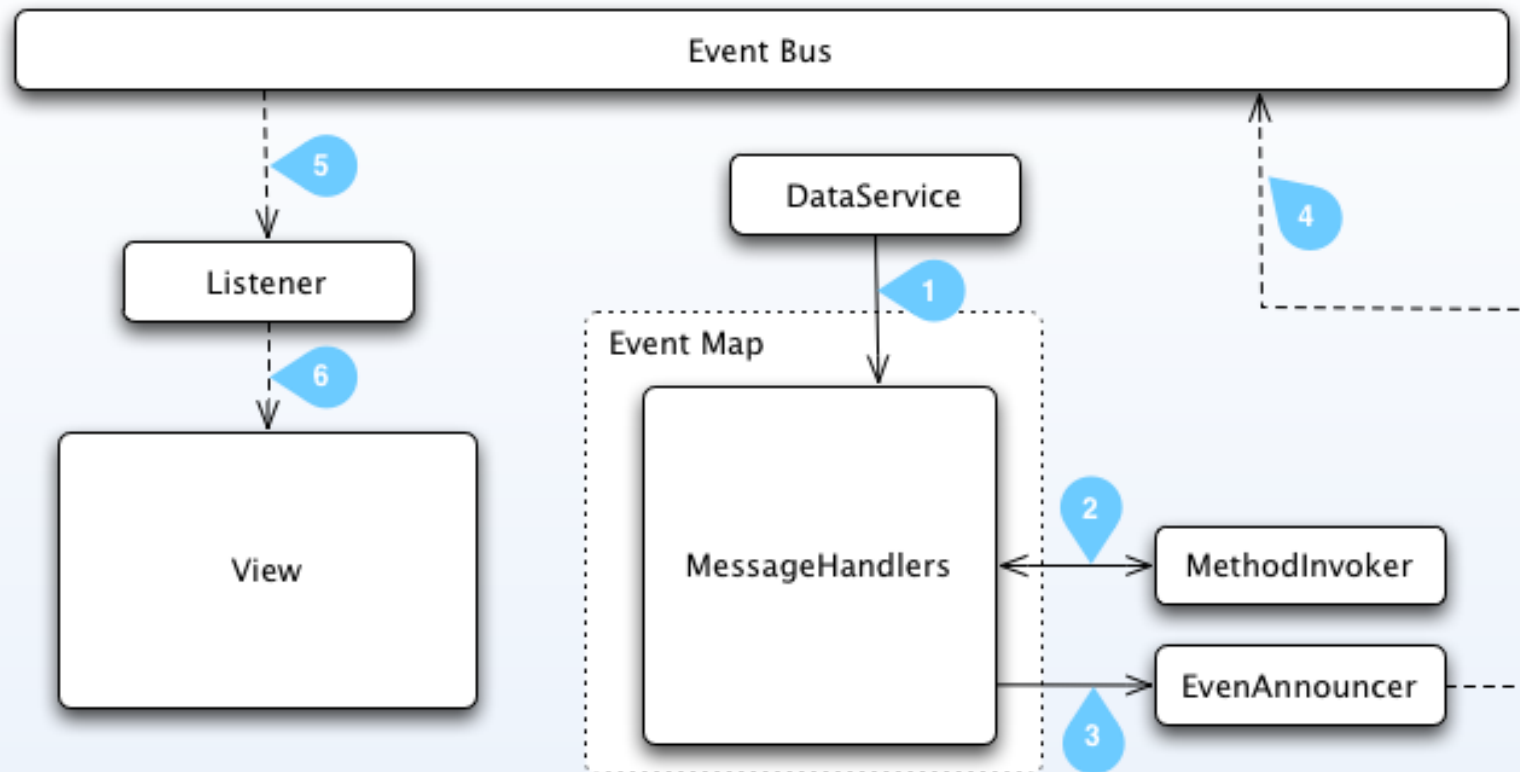 Event Bus
5
DataService
4
Listener
1
Event Map
6
2
View
MessageHandlers
MethodInvoker
EvenAnnouncer
3